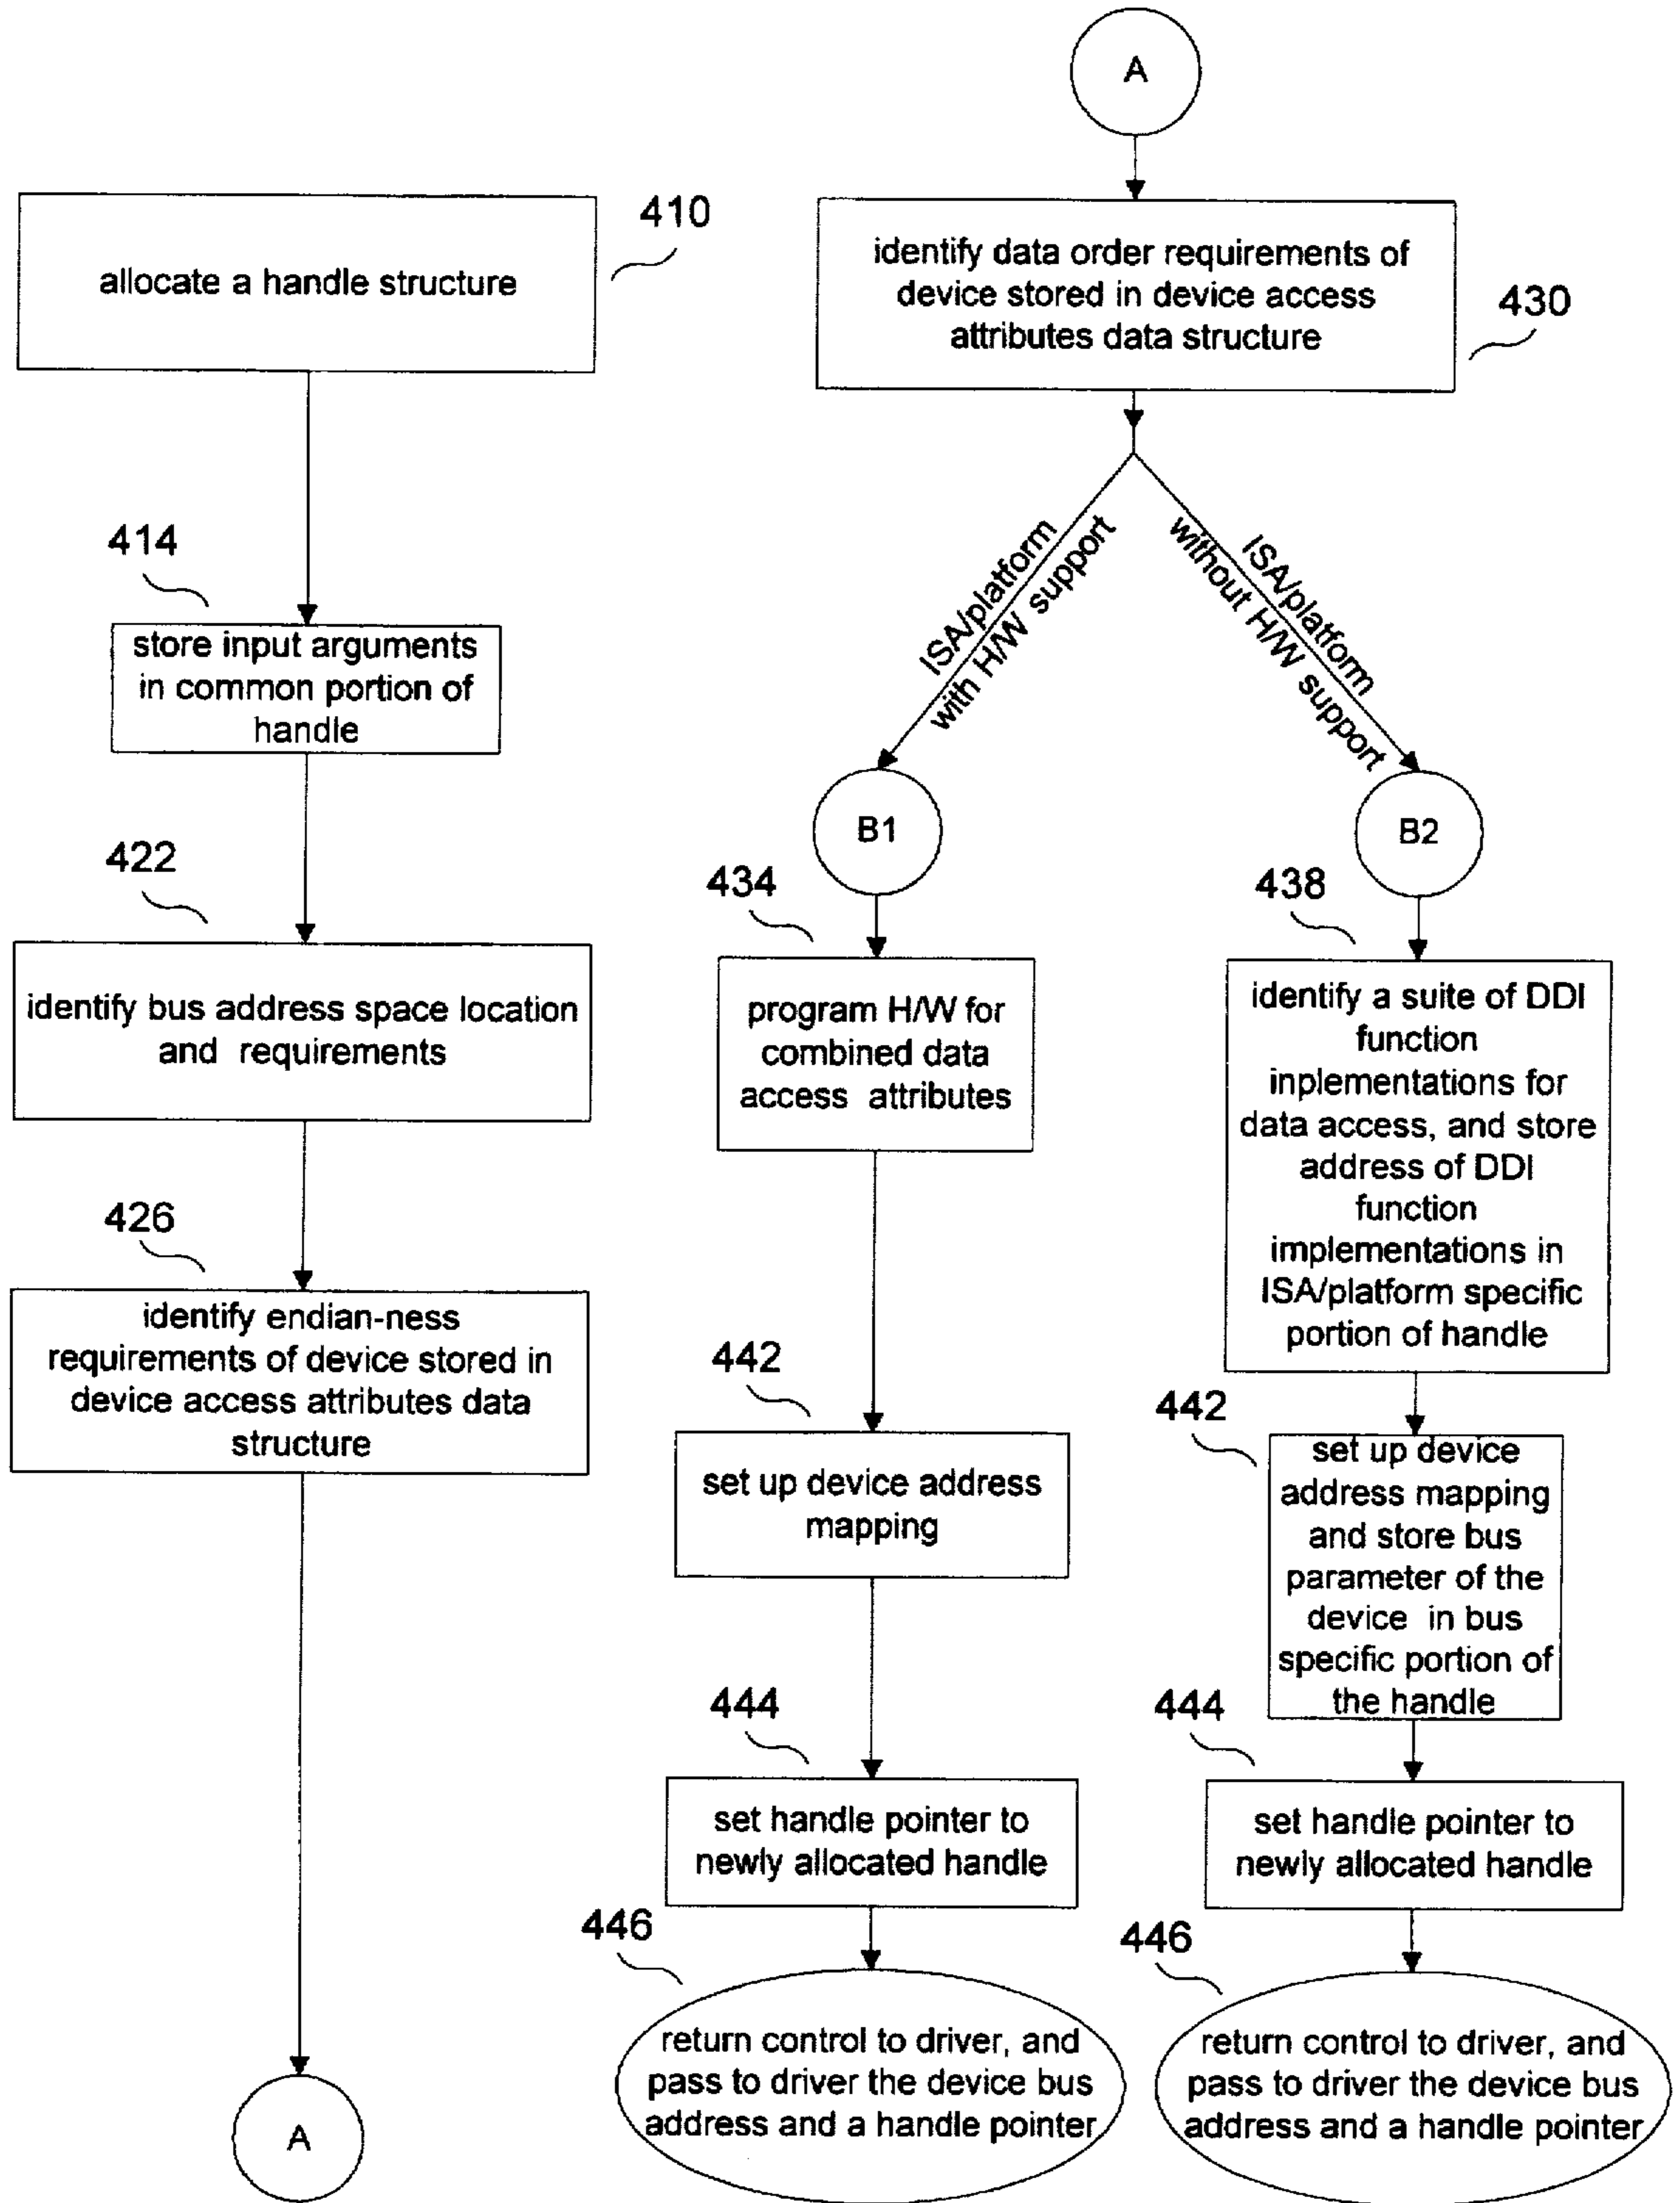 410
allocate a handle structure
414
store input arguments
in common portion of
handle
422
identify bus address space location
and requirements
426
identify endian-ness
requirements of device stored in
device access attributes data
structure
A
A
identify data order requirements of
device stored in device access
attributes data structure
430
ISA/platform
with H/W support
ISA/platform
without H/W support
B1
434
program H/W for
combined data
access attributes
442
set up device address
mapping
444
set handle pointer to
newly allocated handle
446
return control to driver, and
pass to driver the device bus
address and a handle pointer
B2
438
identify a suite of DDI
function
inplementations for
data access, and store
address of DDI
function
implementations in
ISA/platform specific
portion of handle
442
set up device
address mapping
and store bus
parameter of the
device in bus
specific portion of
the handle
444
set handle pointer to
newly allocated handle
446
return control to driver, and
pass to driver the device bus
address and a handle pointer